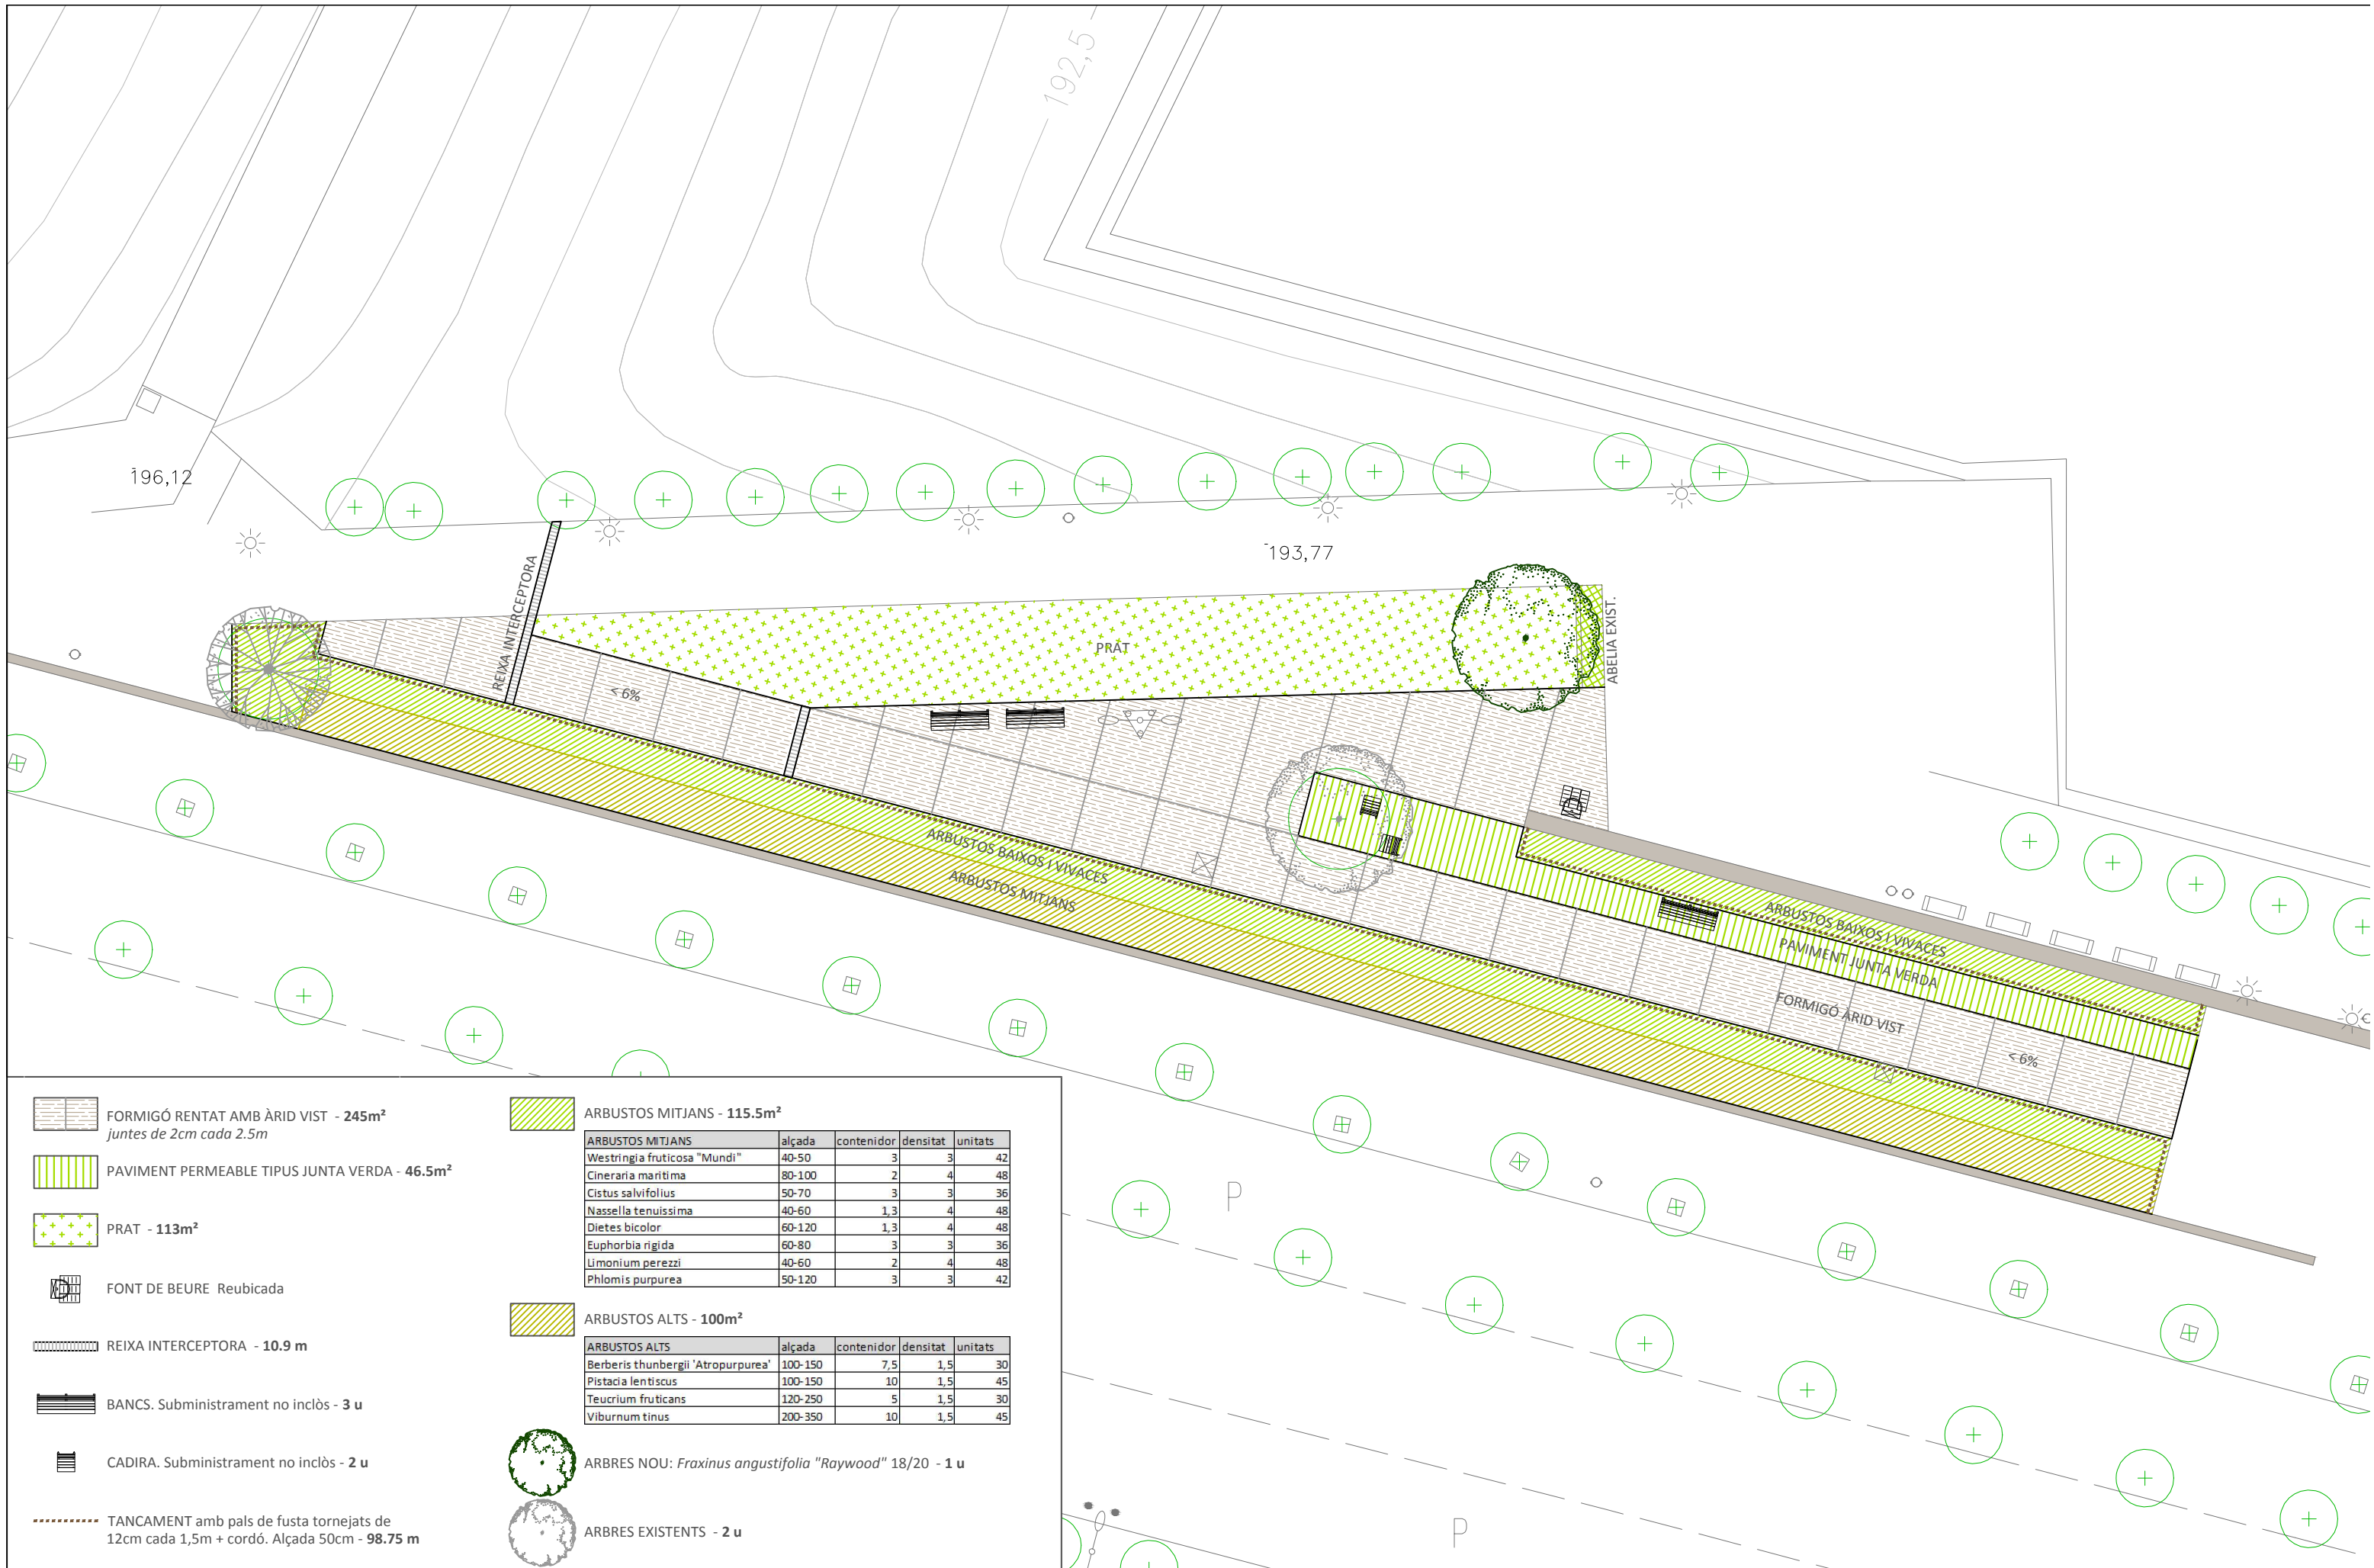 192,5
196,12
193,77
REIXA INTERCEPTORA
< 6%
PRAT
ABELIA EXIST.
ARBUSTOS BAIXOS I VIVACES
ARBUSTOS MITJANS
ARBUSTOS BAIXOS I VIVACES
PAVIMENT JUNTA VERDA
FORMIGÓ ÀRID VIST
< 6%
P
P
FORMIGÓ RENTAT AMB ÀRID VIST - 245m²
juntes de 2cm cada 2.5m
PAVIMENT PERMEABLE TIPUS JUNTA VERDA - 46.5m²
PRAT - 113m²
FONT DE BEURE Reubicada
REIXA INTERCEPTORA - 10.9 m
BANCS. Subministrament no inclòs - 3 u
CADIRA. Subministrament no inclòs - 2 u
TANCAMENT amb pals de fusta tornejats de
12cm cada 1,5m + cordó. Alçada 50cm - 98.75 m
ARBUSTOS MITJANS - 115.5m²
ARBUSTOS MITJANS alçada contenidor densitat unitats
Westringia fruticosa "Mundi" 40-50 3 3 42
Cineraria maritima 80-100 2 4 48
Cistus salvifolius 50-70 3 3 36
Nassella tenuissima 40-60 1,3 4 48
Dietes bicolor 60-120 1,3 4 48
Euphorbia rigida 60-80 3 3 36
Limonium perezzi 40-60 2 4 48
Phlomis purpurea 50-120 3 3 42
ARBUSTOS ALTS - 100m²
ARBUSTOS ALTS alçada contenidor densitat unitats
Berberis thunbergii 'Atropurpurea' 100-150 7,5 1,5 30
Pistacia lentiscus 100-150 10 1,5 45
Teucrium fruticans 120-250 5 1,5 30
Viburnum tinus 200-350 10 1,5 45
ARBRES NOU: Fraxinus angustifolia "Raywood" 18/20 - 1 u
ARBRES EXISTENTS - 2 u